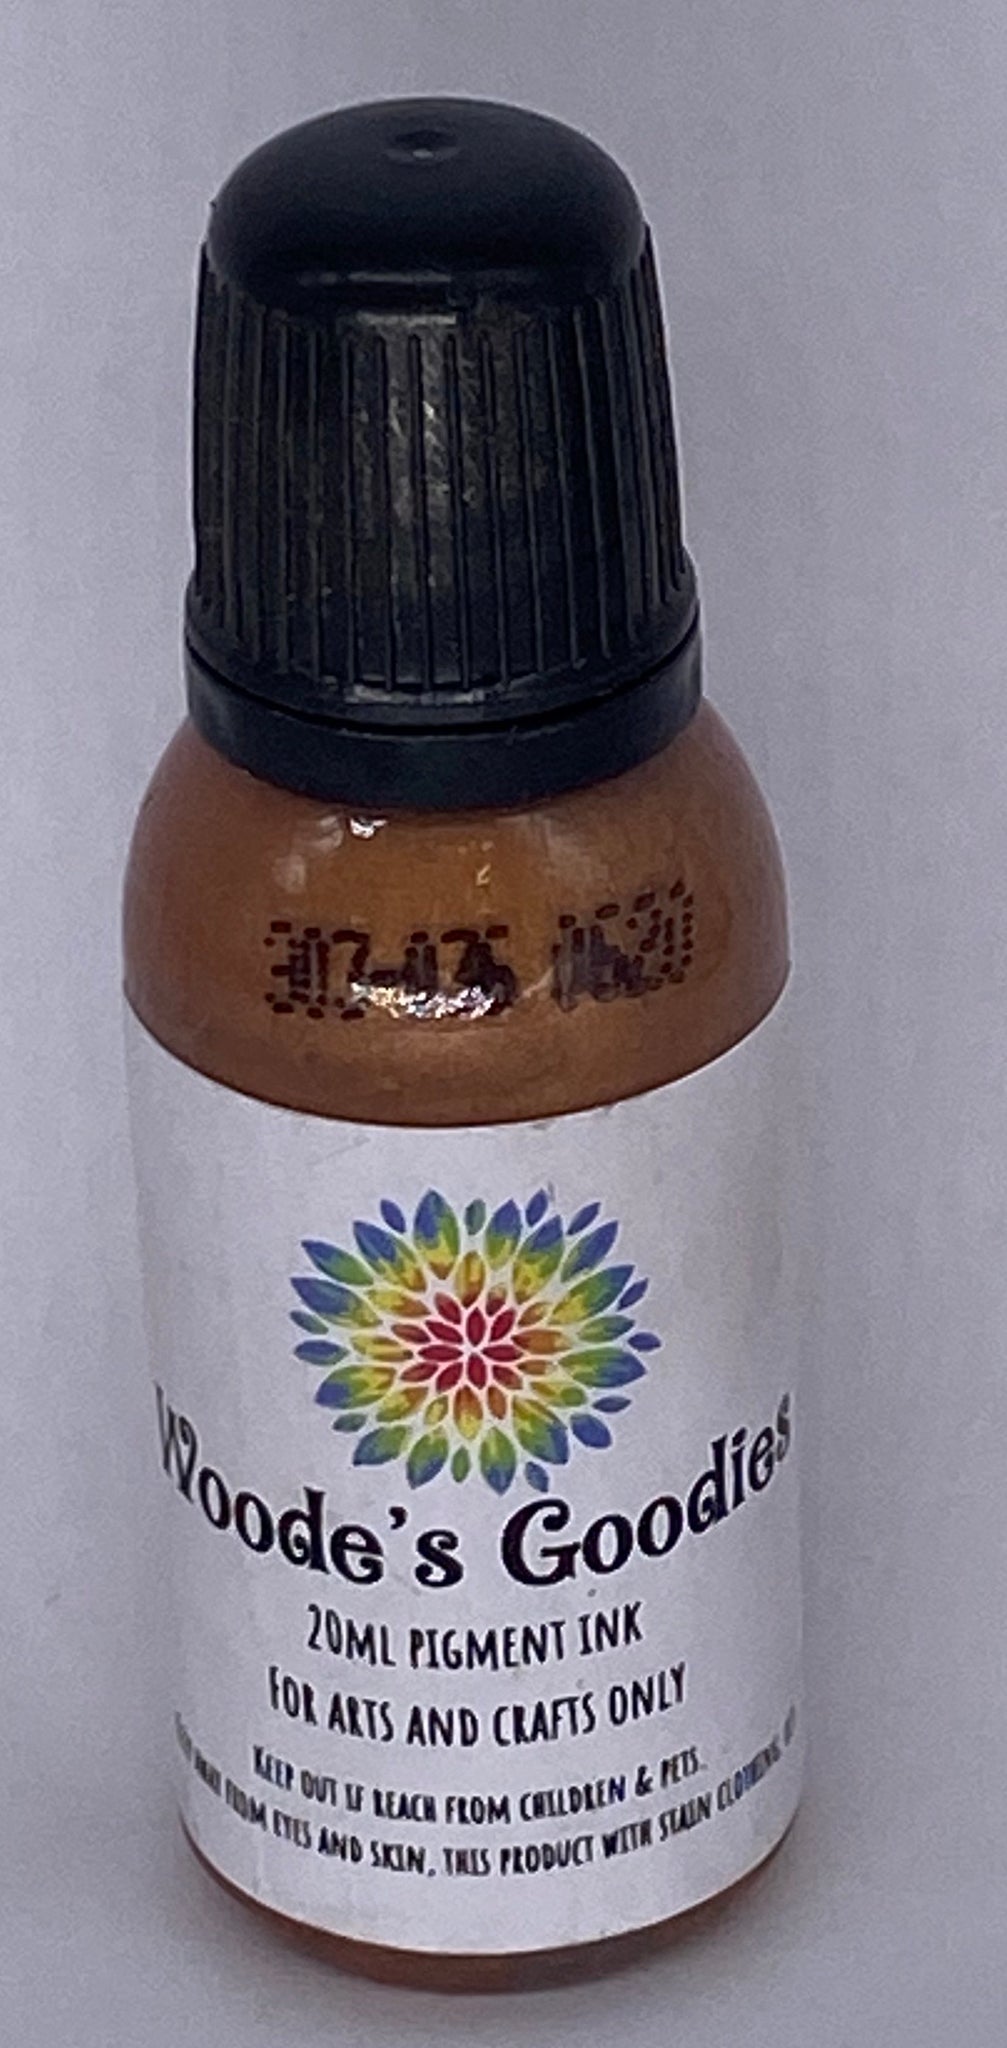 Woode's Goodies
20ML PIGMENT INK
FOR ARTS AND CRAFTS ONLY
KEEP OUT IF REACH FROM CHILDREN & PETS.
AWAY FROM EYES AND SKIN, THIS PRODUCT WITH STAIN CLOTHING